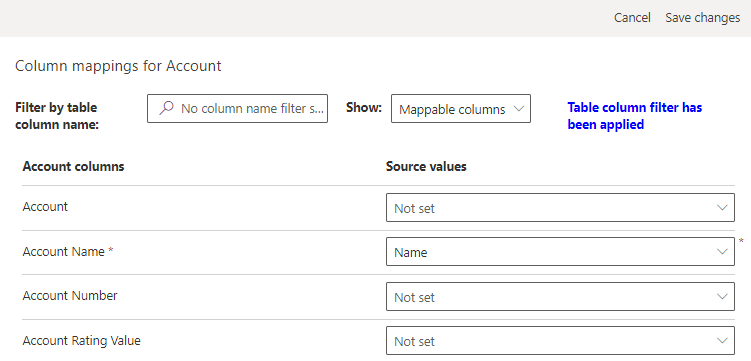 Cancel Save changes
Column mappings for Account
Filter by table
column name:
No column name filter s...
Show:
Mappable columns
Table column filter has
been applied
Account columns Source values
Account Not set
Account Name * Name *
Account Number Not set
Account Rating Value Not set